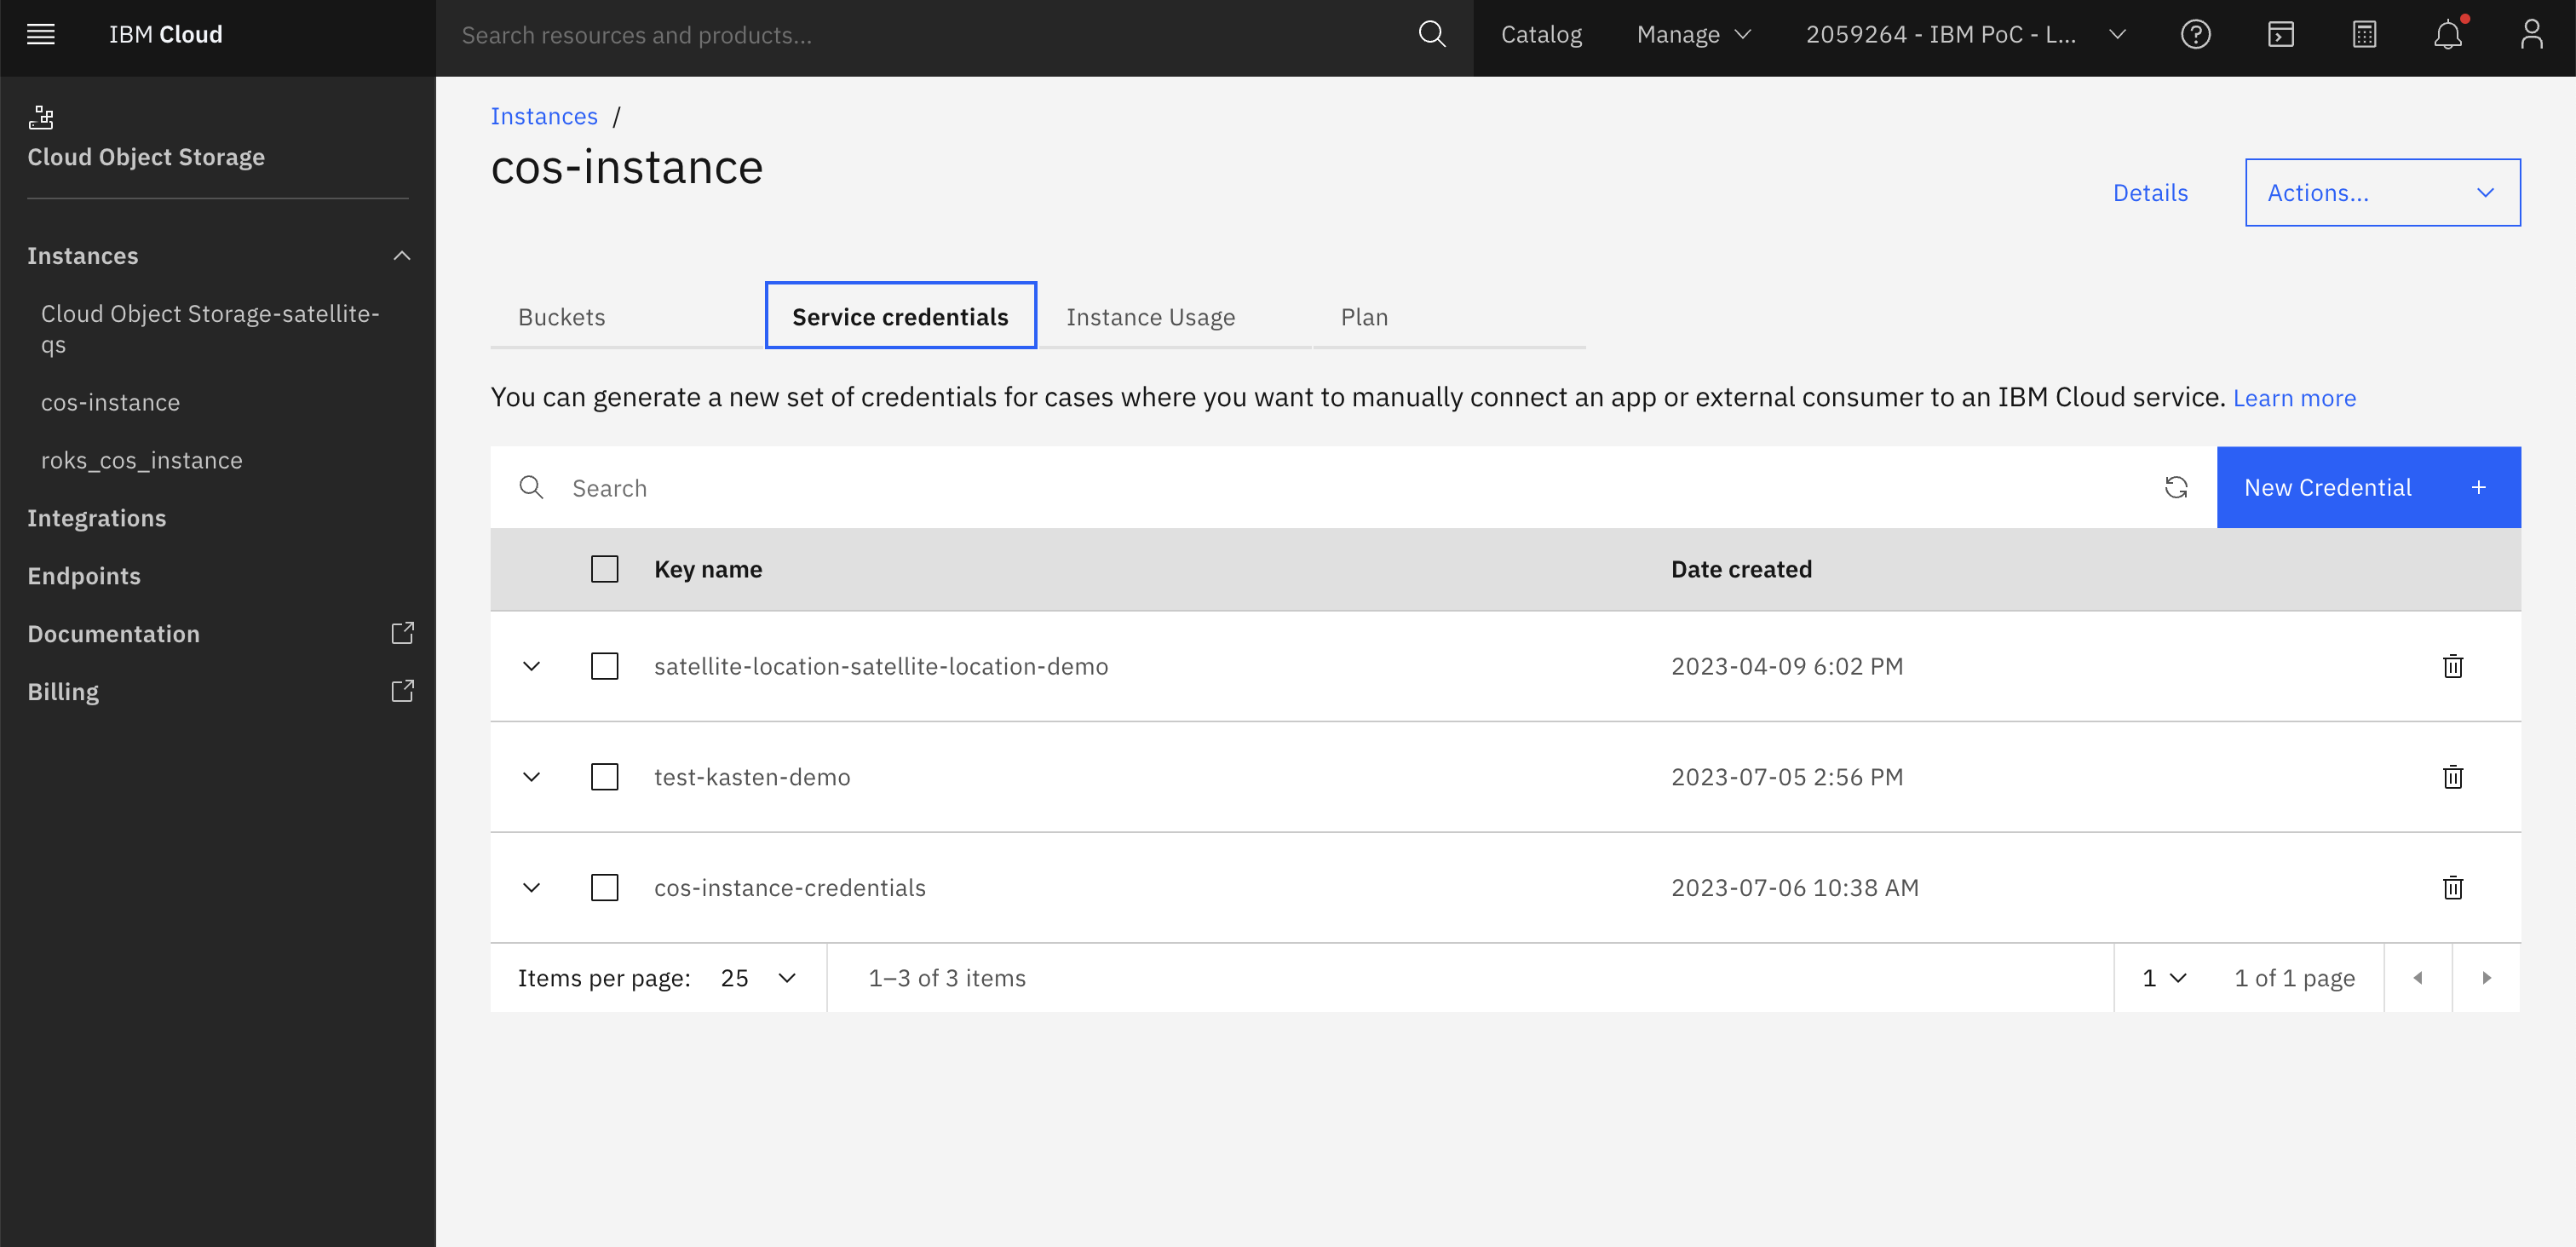 IBM Cloud
Search resources and products...
Catalog
Manage
2059264 - IBM PoC - L...
Cloud Object Storage
Instances
Cloud Object Storage-satellite-
qs
cos-instance
roks_cos_instance
Integrations
Endpoints
Documentation
Billing
Instances /
cos-instance
Details
Actions...
Buckets
Service credentials
Instance Usage
Plan
You can generate a new set of credentials for cases where you want to manually connect an app or external consumer to an IBM Cloud service. Learn more
Search
New Credential +
Key name
Date created
satellite-location-satellite-location-demo
2023-04-09 6:02 PM
test-kasten-demo
2023-07-05 2:56 PM
cos-instance-credentials
2023-07-06 10:38 AM
Items per page: 25
1–3 of 3 items
1
1 of 1 page